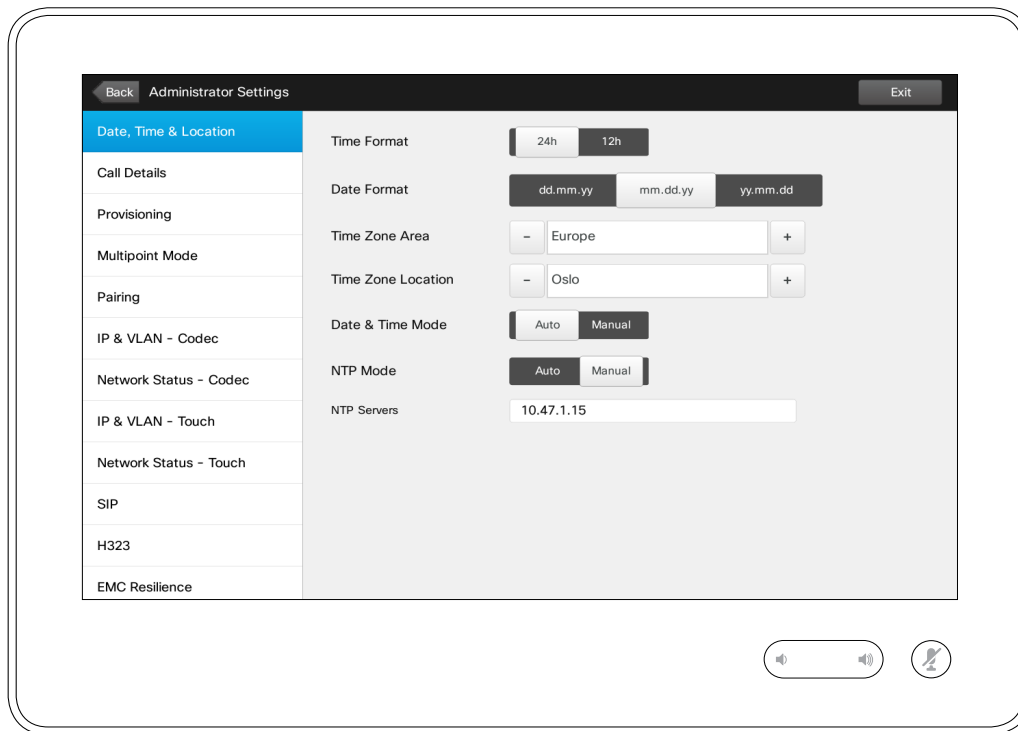 Back Administrator Settings Exit
Date, Time & Location
Call Details
Provisioning
Multipoint Mode
Pairing
IP & VLAN - Codec
Network Status - Codec
IP & VLAN - Touch
Network Status - Touch
SIP
H323
EMC Resilience
Time Format 24h 12h
Date Format dd.mm.yy mm.dd.yy yy.mm.dd
Time Zone Area - Europe +
Time Zone Location - Oslo +
Date & Time Mode Auto Manual
NTP Mode Auto Manual
NTP Servers 10.47.1.15